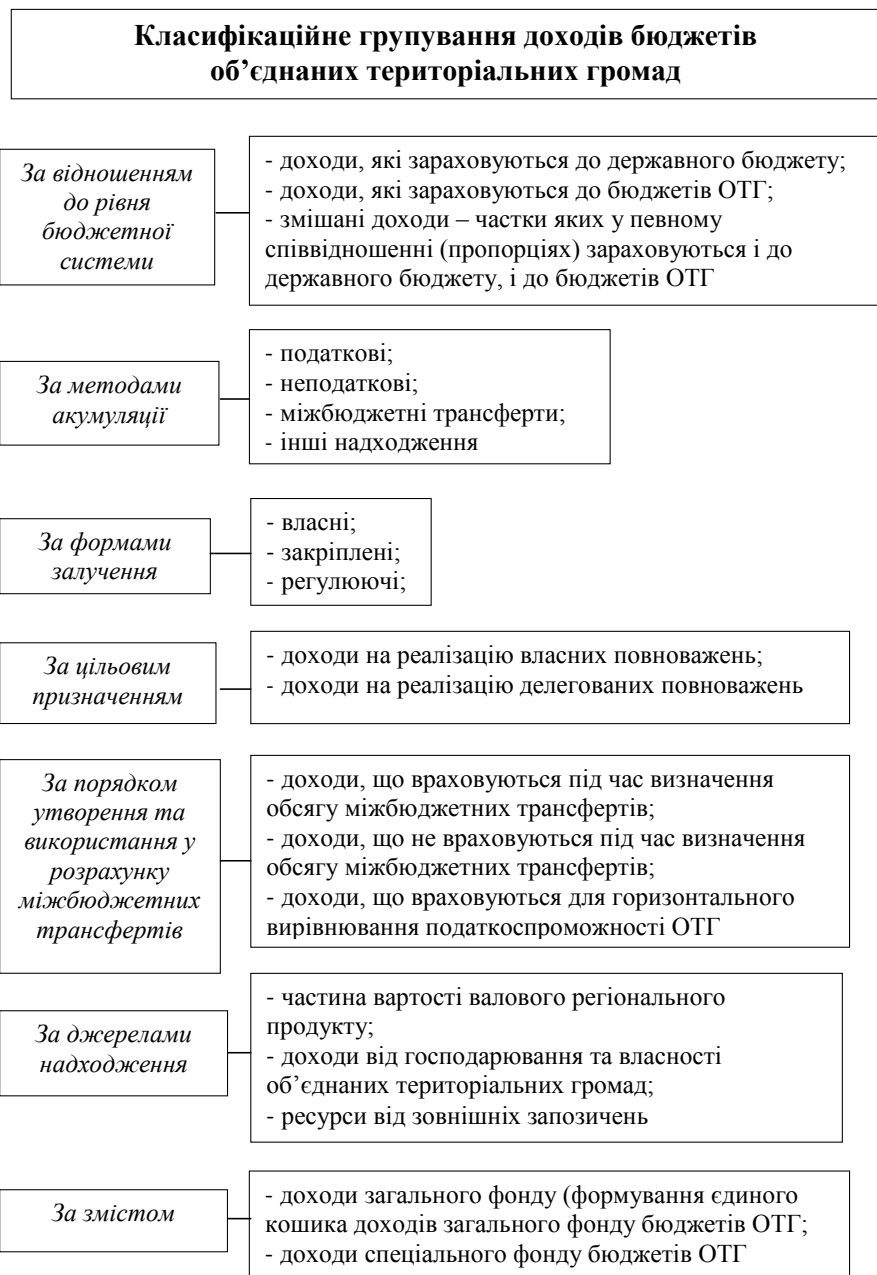 Класифікаційне групування доходів бюджетів
об’єднаних територіальних громад
За відношенням
до рівня
бюджетної
системи
- доходи, які зараховуються до державного бюджету;
- доходи, які зараховуються до бюджетів ОТГ;
- змішані доходи – частки яких у певному
співвідношенні (пропорціях) зараховуються і до
державного бюджету, і до бюджетів ОТГ
За методами
акумуляції
- податкові;
- неподаткові;
- міжбюджетні трансферти;
- інші надходження
За формами
залучення
- власні;
- закріплені;
- регулюючі;
За цільовим
призначенням
- доходи на реалізацію власних повноважень;
- доходи на реалізацію делегованих повноважень
За порядком
утворення та
використання у
розрахунку
міжбюджетних
трансфертів
- доходи, що враховуються під час визначення
обсягу міжбюджетних трансфертів;
- доходи, що не враховуються під час визначення
обсягу міжбюджетних трансфертів;
- доходи, що враховуються для горизонтального
вирівнювання податкоспроможності ОТГ
За джерелами
надходження
- частина вартості валового регіонального
продукту;
- доходи від господарювання та власності
об’єднаних територіальних громад;
- ресурси від зовнішніх запозичень
За змістом
- доходи загального фонду (формування єдиного
кошика доходів загального фонду бюджетів ОТГ;
- доходи спеціального фонду бюджетів ОТГ